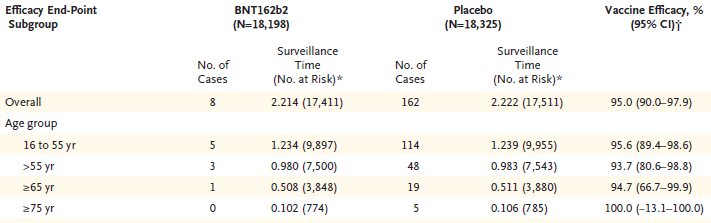 Efficacy End-Point Subgroup BNT162b2 (N=18,198) Placebo (N=18,325) Vaccine Efficacy, % (95% CI)†
No. of Cases Surveillance Time (No. at Risk)* No. of Cases Surveillance Time (No. at Risk)*
Overall 8 2.214 (17,411) 162 2.222 (17,511) 95.0 (90.0–97.9)
Age group
16 to 55 yr 5 1.234 (9,897) 114 1.239 (9,955) 95.6 (89.4–98.6)
>55 yr 3 0.980 (7,500) 48 0.983 (7,543) 93.7 (80.6–98.8)
≥65 yr 1 0.508 (3,848) 19 0.511 (3,880) 94.7 (66.7–99.9)
≥75 yr 0 0.102 (774) 5 0.106 (785) 100.0 (−13.1–100.0)